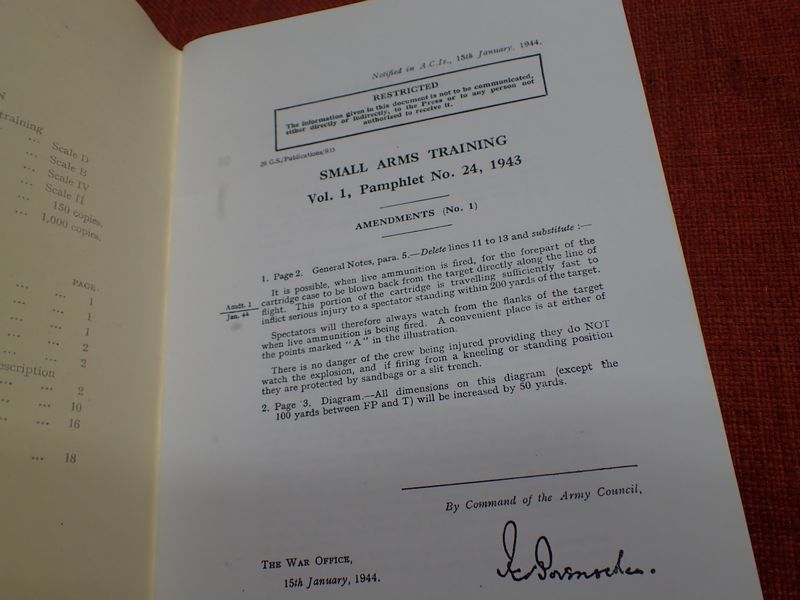 N
training
... Scale D
... Scale B
... Scale IV
... Scale II
... 150 copies.
... 1,000 copies.
PAGE.
... ... 1
... ... 1
... ... 1
... ... 2
... ... 2
escription
... ... 2
... ... 10
... ... 16
... 18
Notified in A.C.Is., 15th January, 1944.
RESTRICTED
The information given in this document is not to be communicated,
either directly or indirectly, to the Press or to any person not
authorized to receive it.
26 G.S./Publications/
SMALL ARMS TRAINING
Vol. 1, Pamphlet No. 24, 1943
AMENDMENTS (No. 1)
1. Page 2. General Notes, para. 5.—Delete lines 11 to 13 and substitute :—
Amdt. 1
Jan. 44
It is possible, when live ammunition is fired, for the forepart of the
cartridge case to be blown back from the target directly along the line of
flight. This portion of the cartridge is travelling sufficiently fast to
inflict serious injury to a spectator standing within 200 yards of the target.
Spectators will therefore always watch from the flanks of the target
when live ammunition is being fired. A convenient place is at either of
the points marked "A" in the illustration.
There is no danger of the crew being injured providing they do NOT
watch the explosion, and if firing from a kneeling or standing position
they are protected by sandbags or a slit trench.
2. Page 3. Diagram.—All dimensions on this diagram (except the
100 yards between FP and T) will be increased by 50 yards.
By Command of the Army Council,
THE WAR OFFICE,
15th January, 1944.